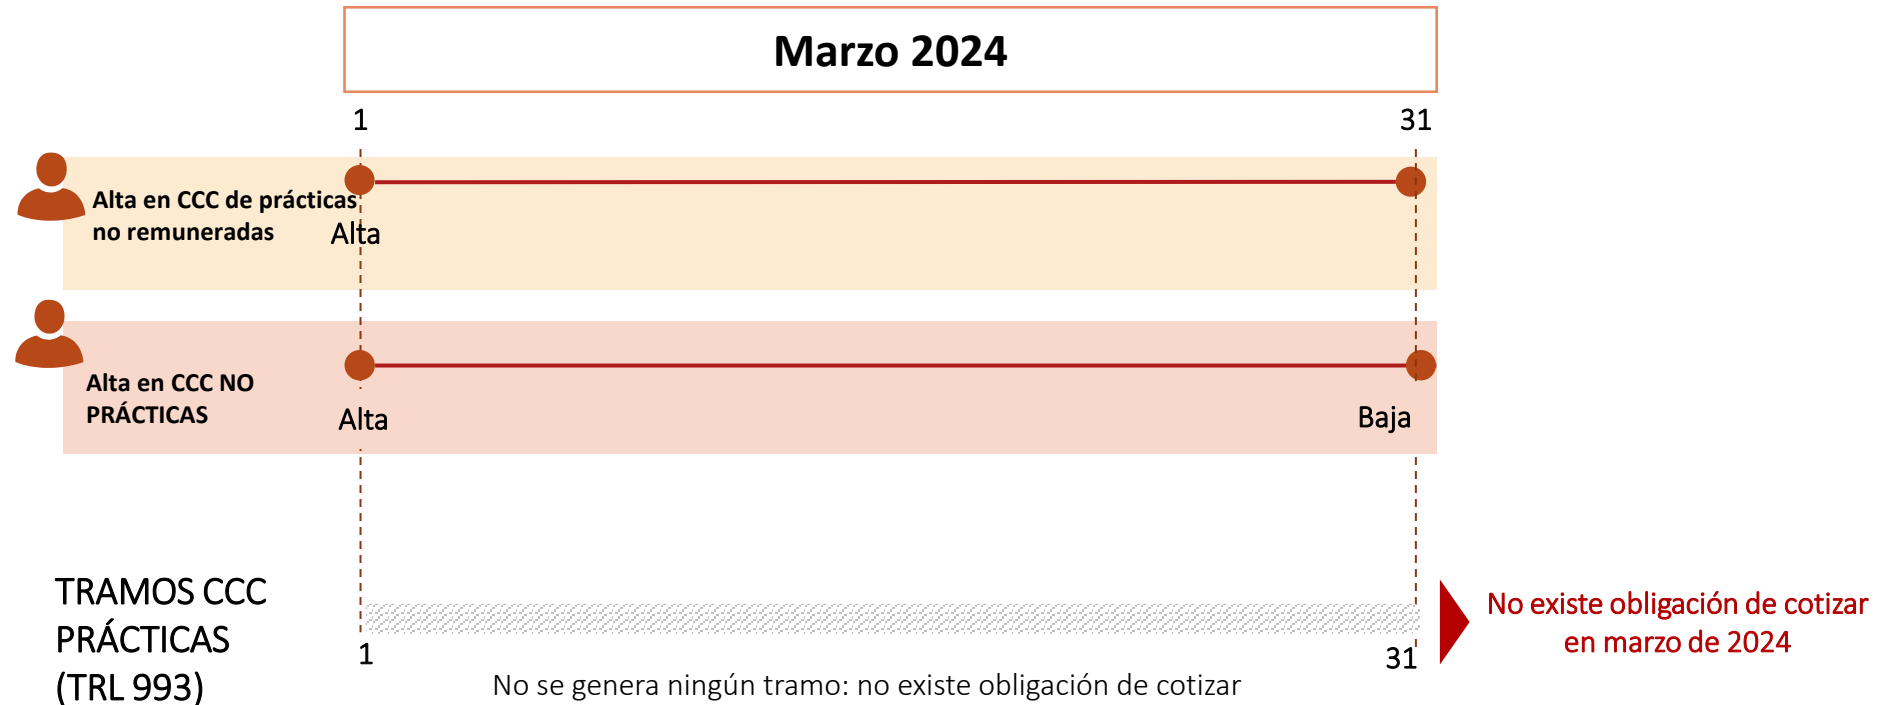 Marzo 2024
1
31
Alta en CCC de prácticas
no remuneradas
Alta
Alta en CCC NO
PRÁCTICAS
Alta
Baja
TRAMOS CCC
PRÁCTICAS
(TRL 993)
1
31
No se genera ningún tramo: no existe obligación de cotizar
No existe obligación de cotizar
en marzo de 2024